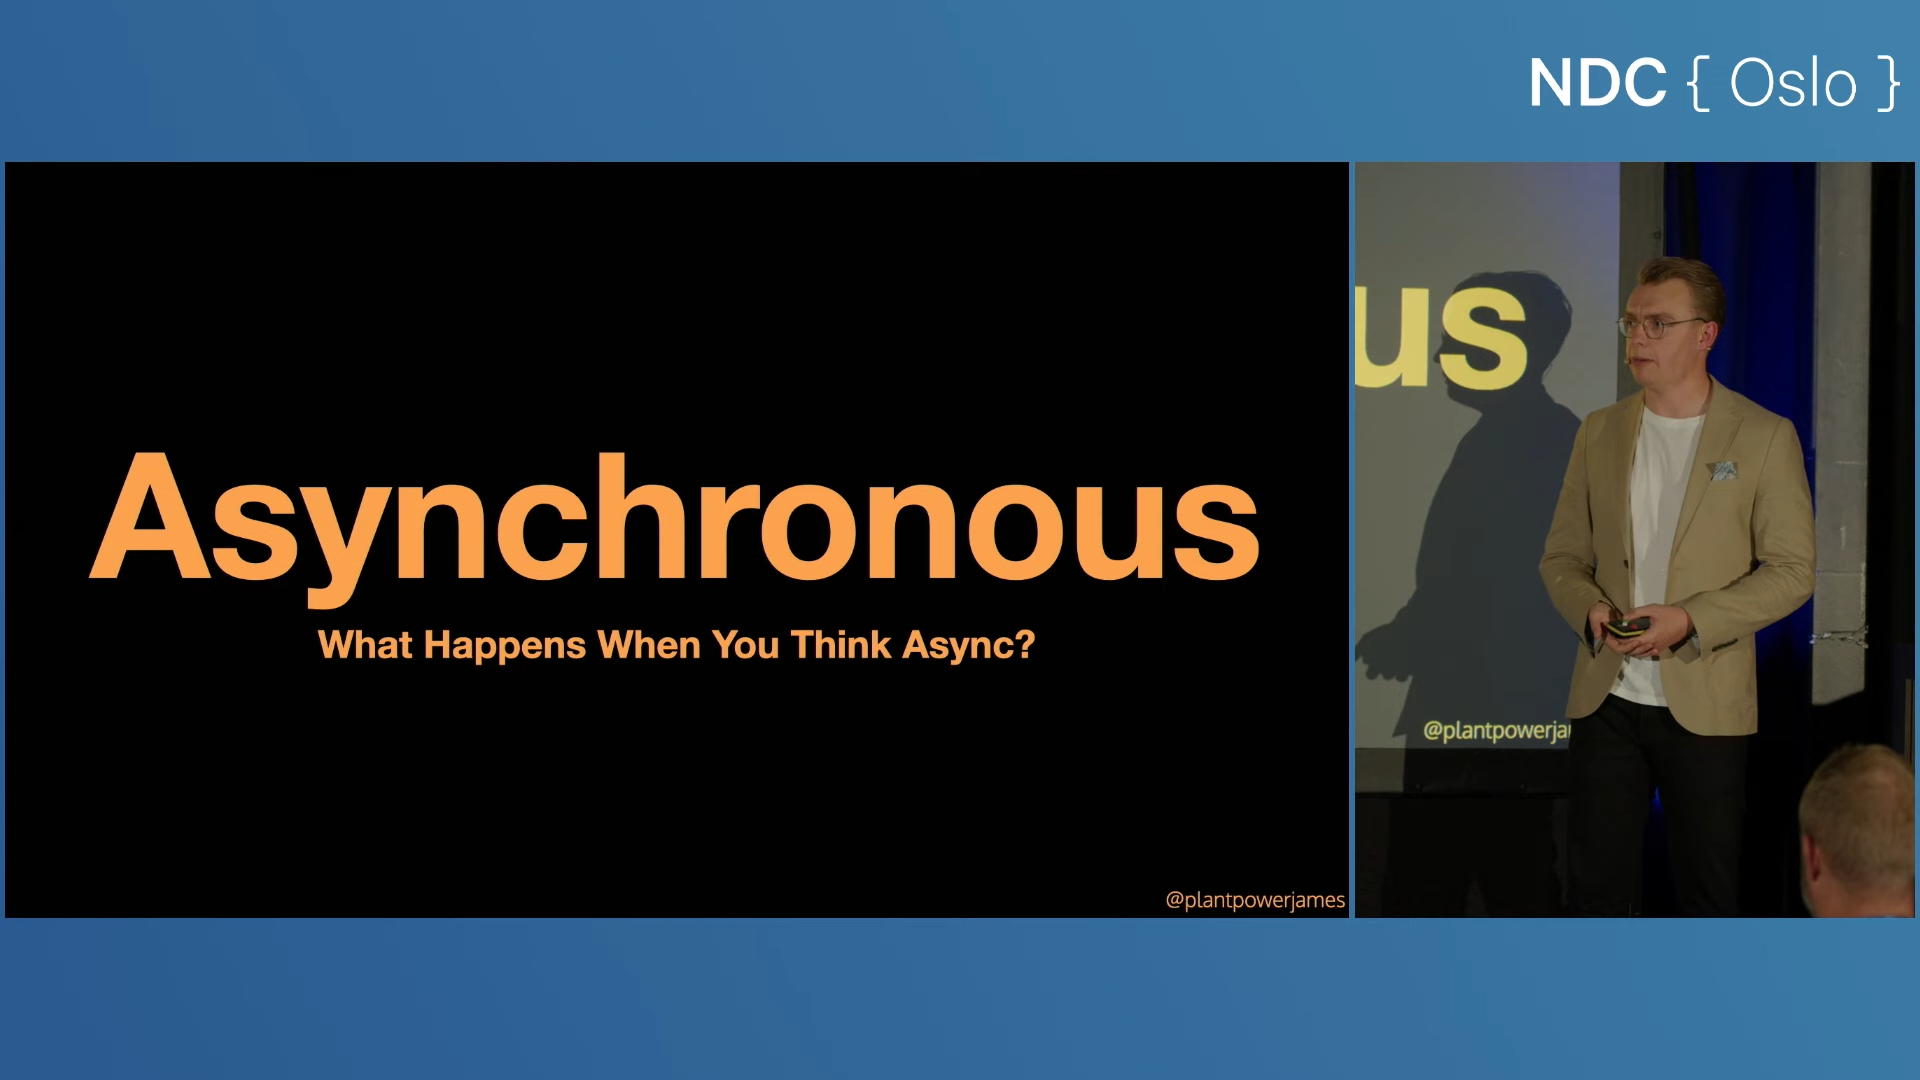 NDC { Oslo }
Asynchronous
What Happens When You Think Async?
@plantpowerjames
us
@plantpowerja